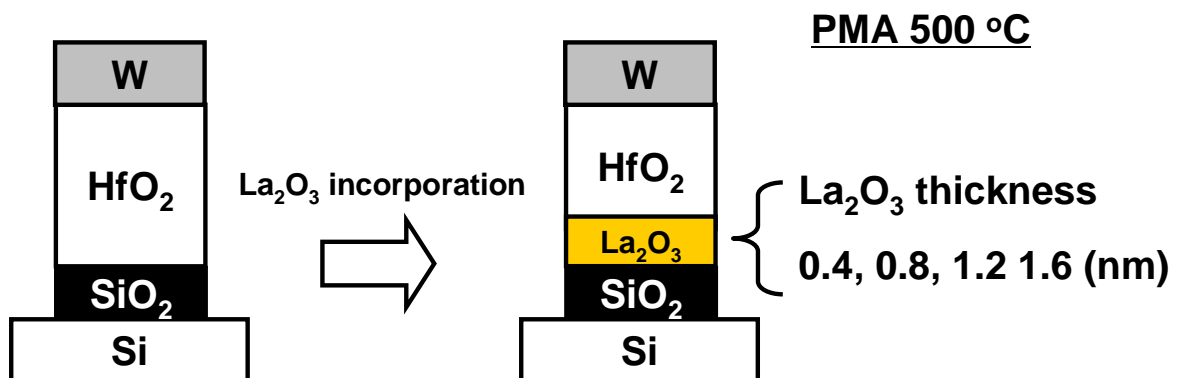 PMA 500 °C
W
HfO₂
SiO₂
Si
La₂O₃ incorporation
W
HfO₂
La₂O₃
SiO₂
Si
La₂O₃ thickness
0.4, 0.8, 1.2 1.6 (nm)